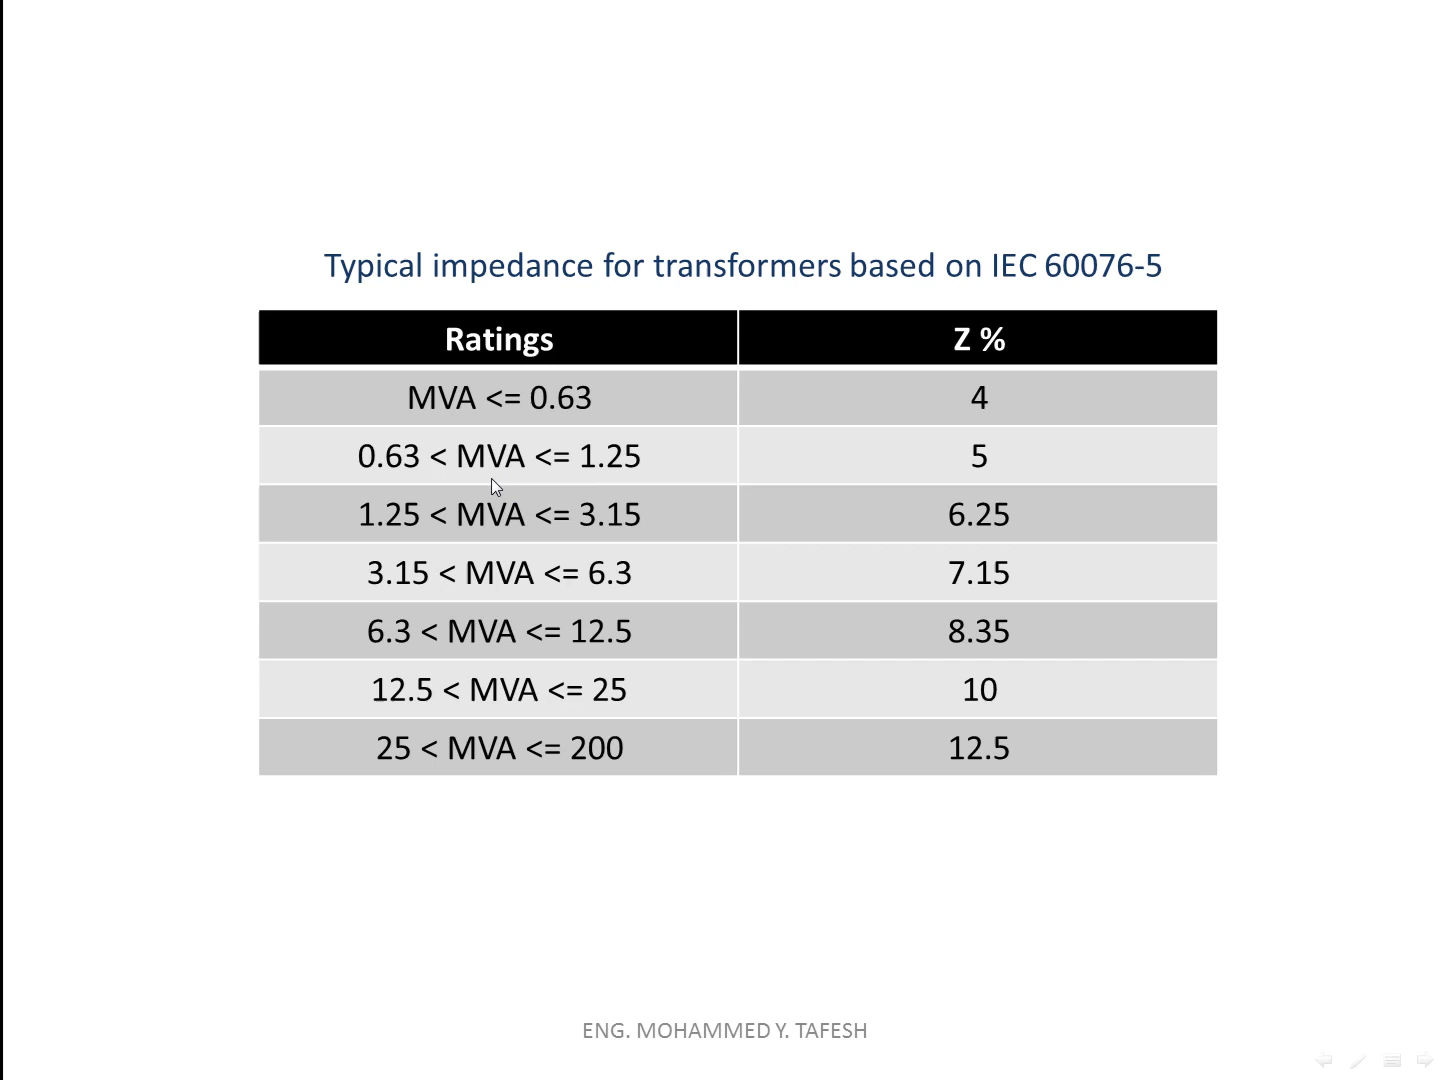 Typical impedance for transformers based on IEC 60076-5
Ratings Z %
MVA <= 0.63 4
0.63 < MVA <= 1.25 5
1.25 < MVA <= 3.15 6.25
3.15 < MVA <= 6.3 7.15
6.3 < MVA <= 12.5 8.35
12.5 < MVA <= 25 10
25 < MVA <= 200 12.5
ENG. MOHAMMED Y. TAFESH